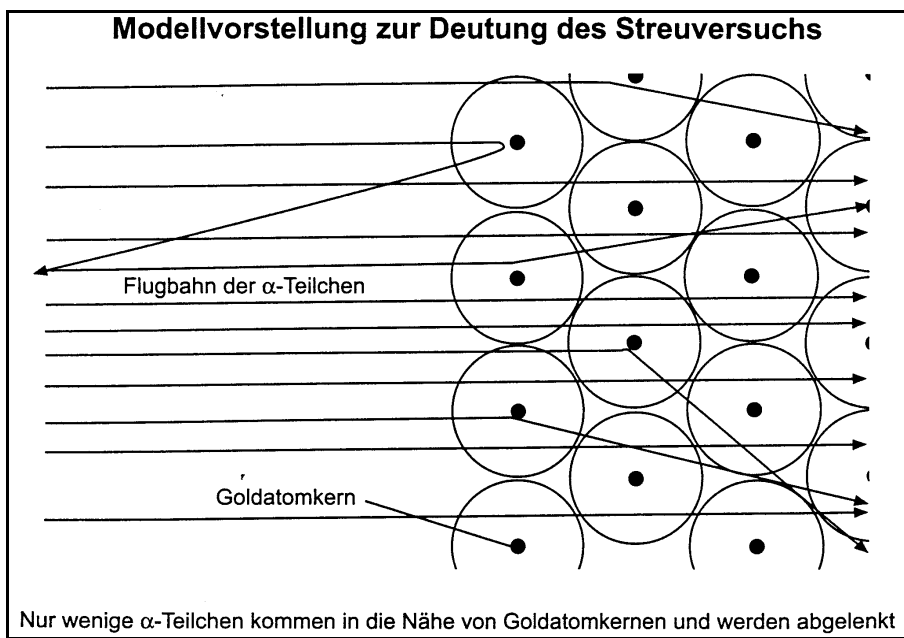 Modellvorstellung zur Deutung des Streuversuchs
Flugbahn der α-Teilchen
Goldatomkern
Nur wenige α-Teilchen kommen in die Nähe von Goldatomkernen und werden abgelenkt